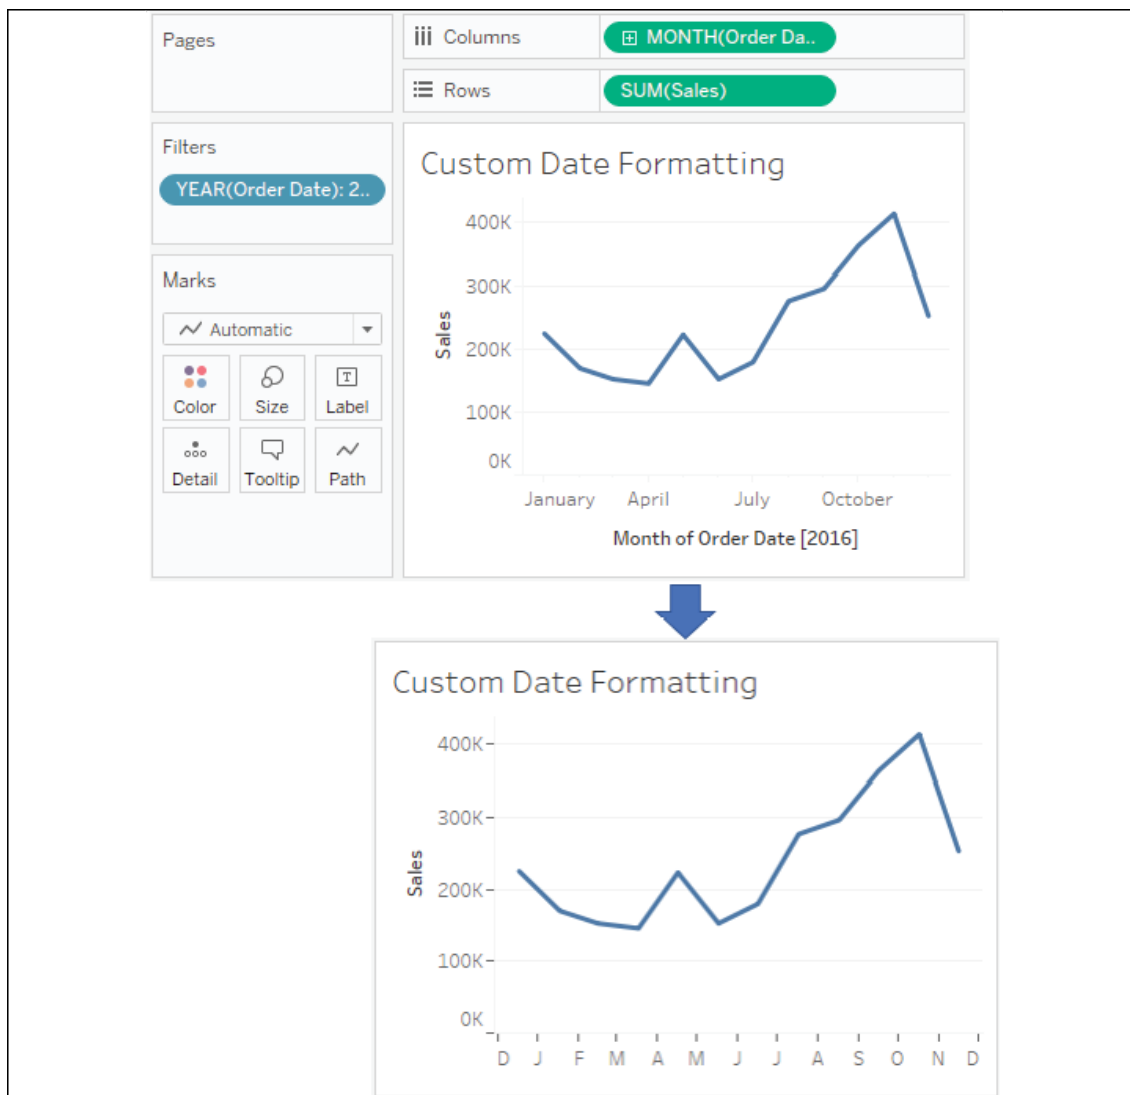 Pages
Columns
MONTH(Order Da..
Rows
SUM(Sales)
Filters
YEAR(Order Date): 2..
Marks
Automatic
Color Size Label
Detail Tooltip Path
Custom Date Formatting
400K
300K
200K
100K
0K
Sales
January April July October
Month of Order Date [2016]
Custom Date Formatting
400K
300K
200K
100K
0K
Sales
D J F M A M J J A S O N D